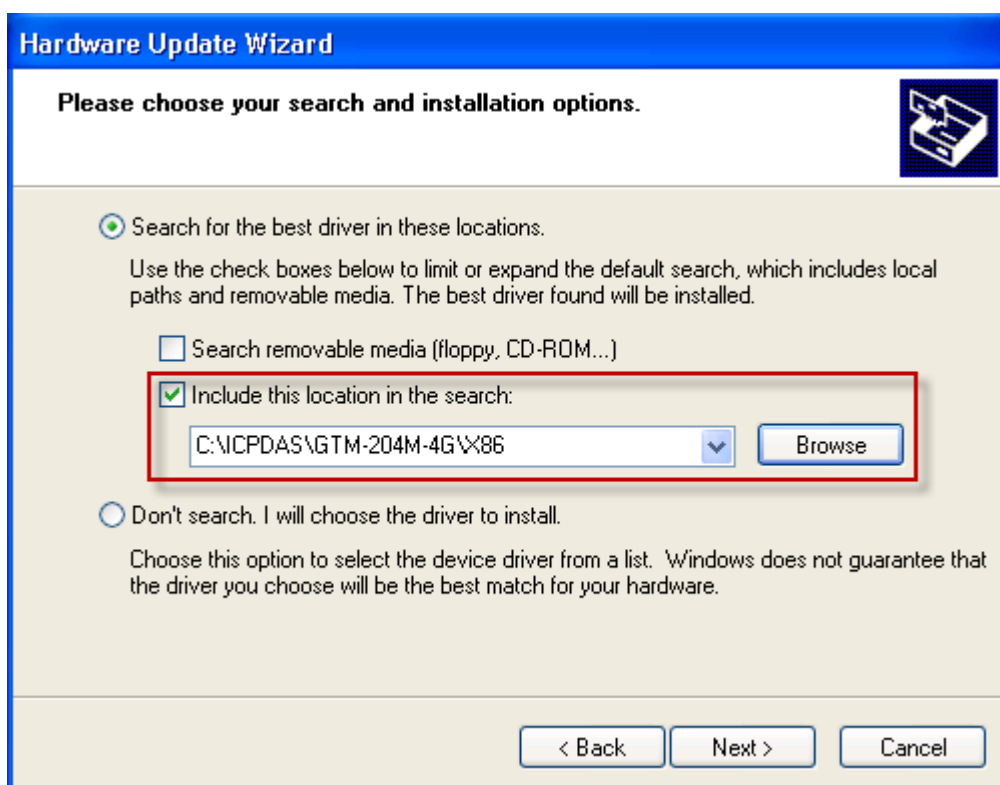 Hardware Update Wizard
Please choose your search and installation options.
Search for the best driver in these locations.
Use the check boxes below to limit or expand the default search, which includes local
paths and removable media. The best driver found will be installed.
Search removable media (floppy, CD-ROM...)
Include this location in the search:
C:\ICPDAS\GTM-204M-4G\X86
Browse
Don't search. I will choose the driver to install.
Choose this option to select the device driver from a list.  Windows does not guarantee that
the driver you choose will be the best match for your hardware.
< Back Next > Cancel